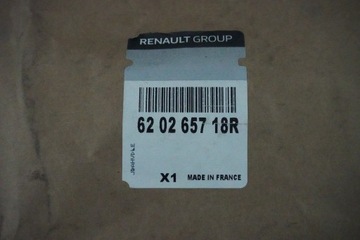 RENAULT GROUP
62 02 657 18R
X1 MADE IN FRANCE